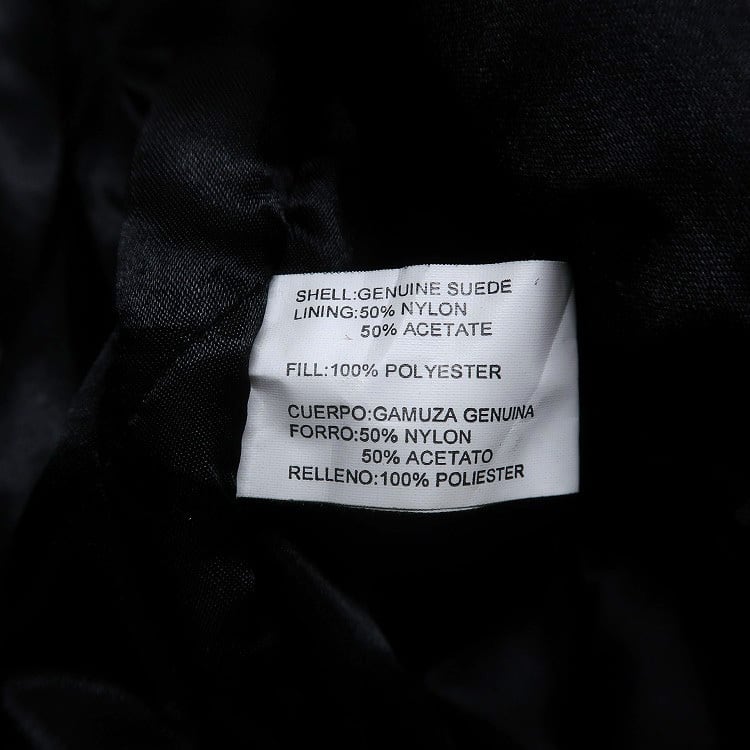 SHELL:GENUINE SUEDE
LINING:50% NYLON
50% ACETATE
FILL:100% POLYESTER
CUERPO:GAMUZA GENUINA
FORRO:50% NYLON
50% ACETATO
RELLENO:100% POLIESTER